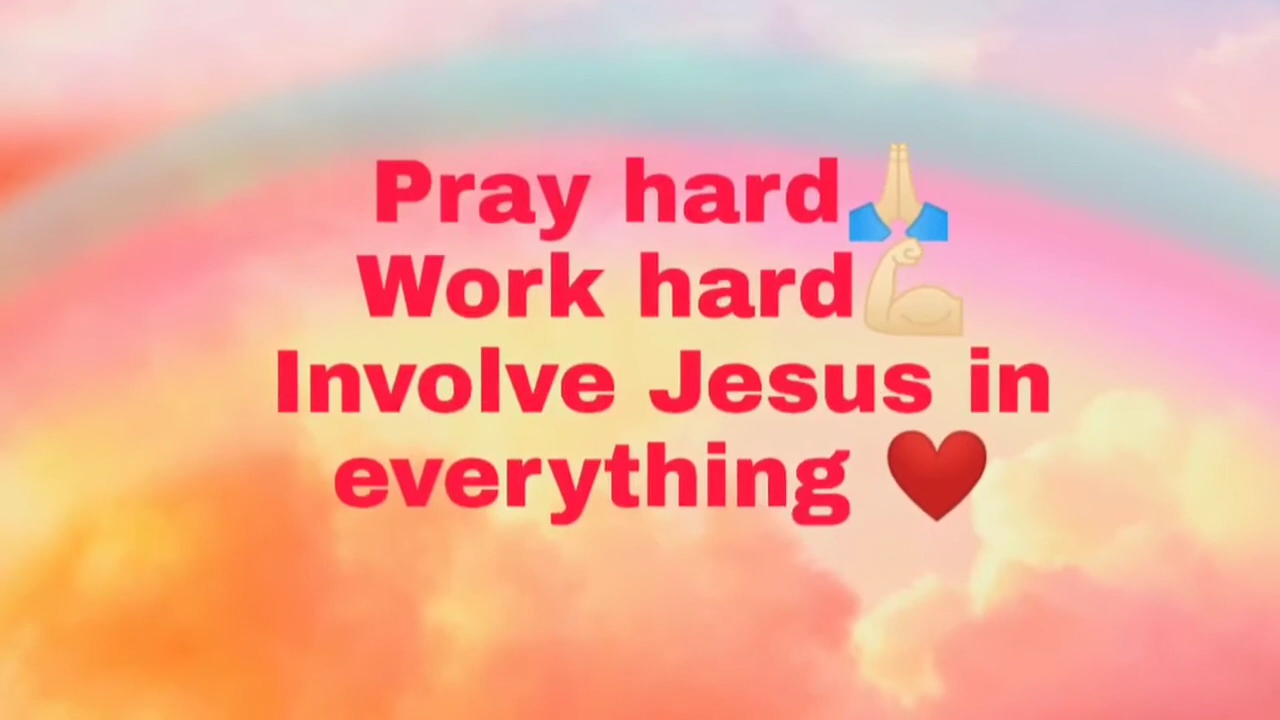 Pray hard🙏🏻
Work hard💪🏻
Involve Jesus in
everything ❤️